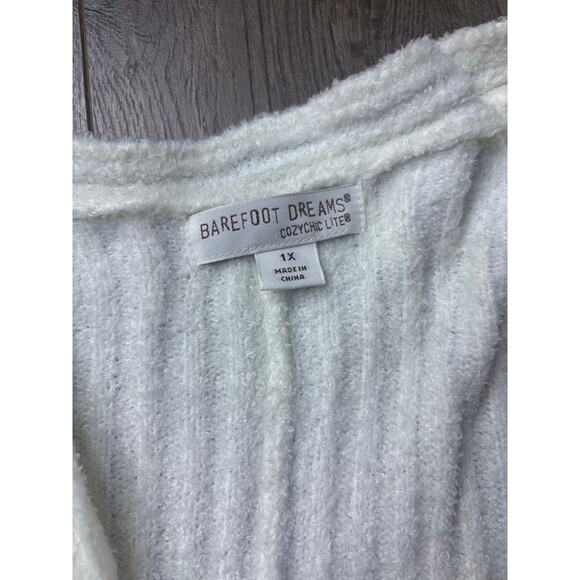 BAREFOOT DREAMS®
COZYCHIC LITE®
1X
MADE IN
CHINA